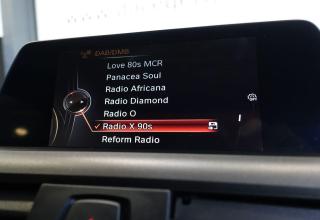 DAB/DMB
Love 80s MCR
Panacea Soul
Radio Africana
Radio Diamond
Radio O
Radio X 90s
Reform Radio